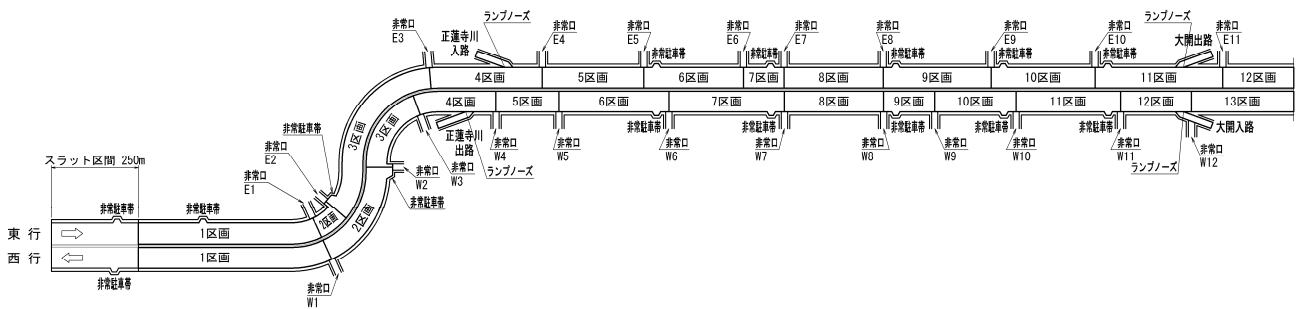 ランプノーズ
ランプノーズ
非常口
E3
正蓮寺川
入路
非常口
E4
非常口
E5
非常口
E6
非常口
E7
非常口
E8
非常口
E9
非常口
E10
大開出路
非常口
E11
非常駐車帯
非常駐車帯
非常駐車帯
非常駐車帯
非常駐車帯
4区画
5区画
6区画
7区画
8区画
9区画
10区画
11区画
12区画
4区画
5区画
6区画
7区画
8区画
9区画
10区画
11区画
12区画
13区画
3区画
3区画
非常駐車帯
非常駐車帯
非常駐車帯
非常駐車帯
非常駐車帯
非常駐車帯
正蓮寺川
出路
大開入路
非常口
W4
非常口
W5
非常口
W6
非常口
W7
非常口
W8
非常口
W9
非常口
W10
非常口
W11
非常口
W12
ランプノーズ
ランプノーズ
非常口
W3
非常口
W2
非常駐車帯
スラット区間 250m
非常口
E2
非常口
E1
非常駐車帯
非常駐車帯
2区画
2区画
東 行
1区画
西 行
1区画
非常駐車帯
非常口
W1